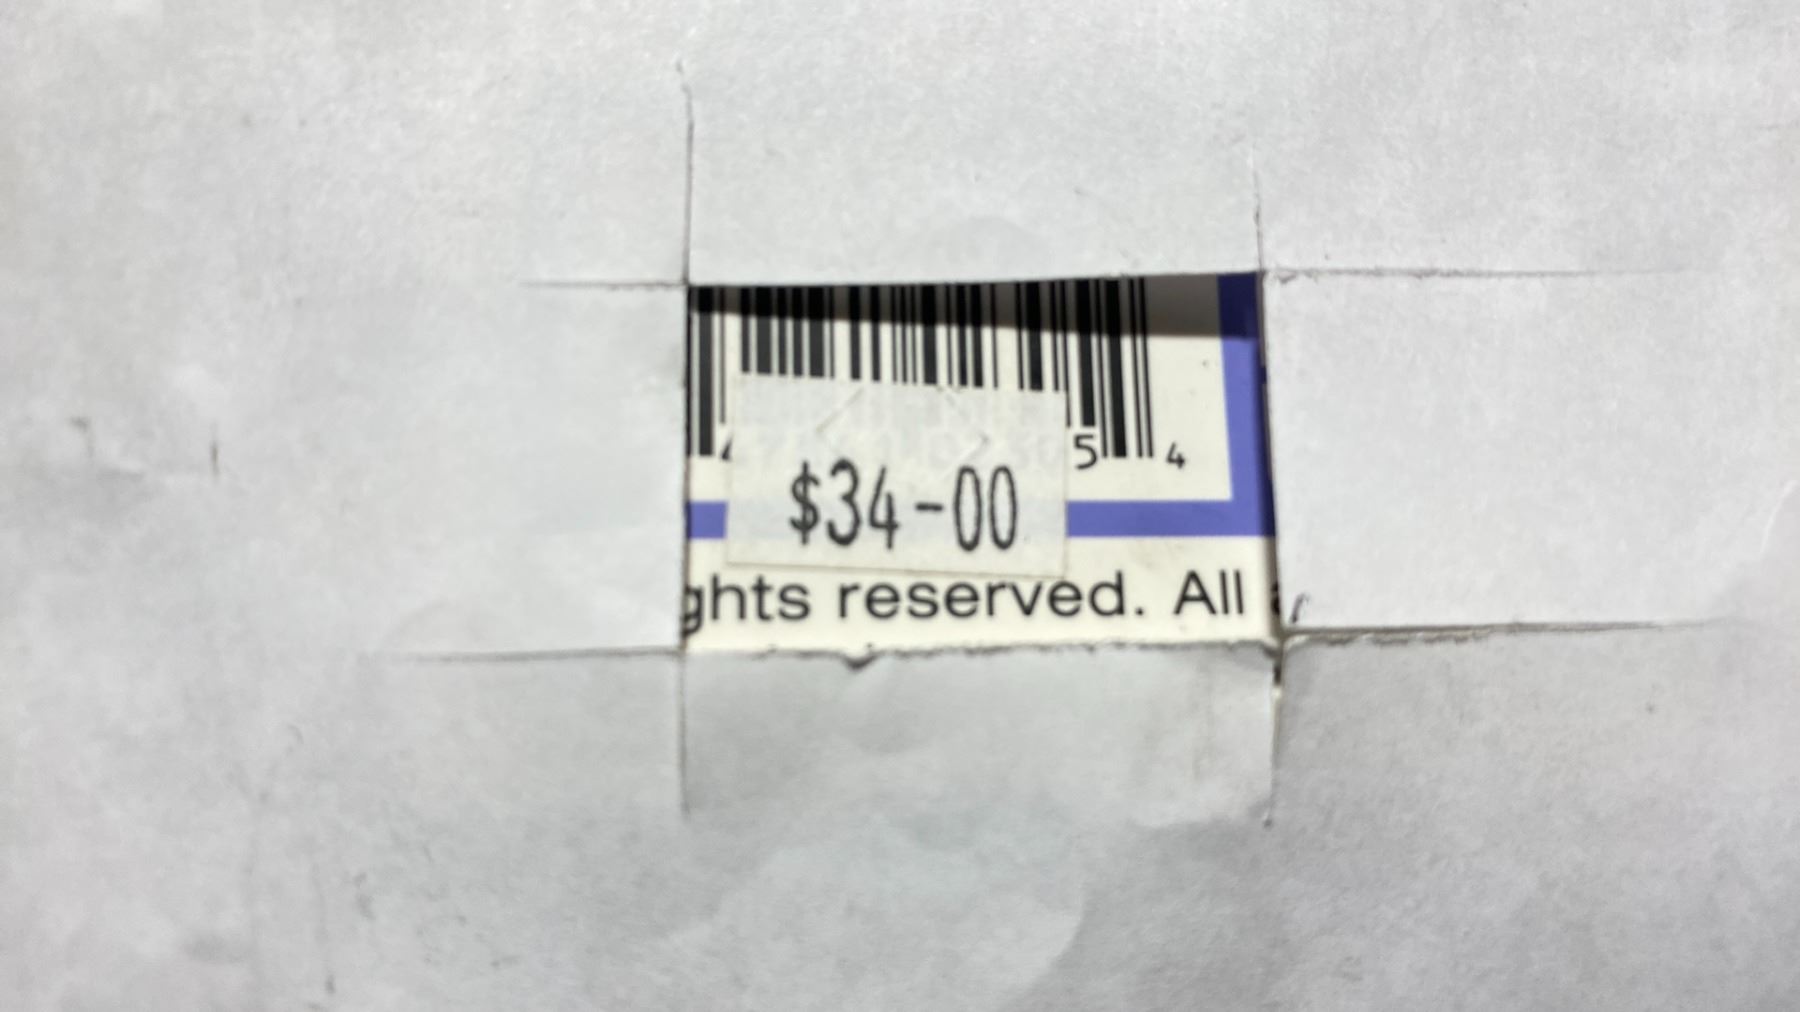 5 4
$34-00
ghts reserved. All